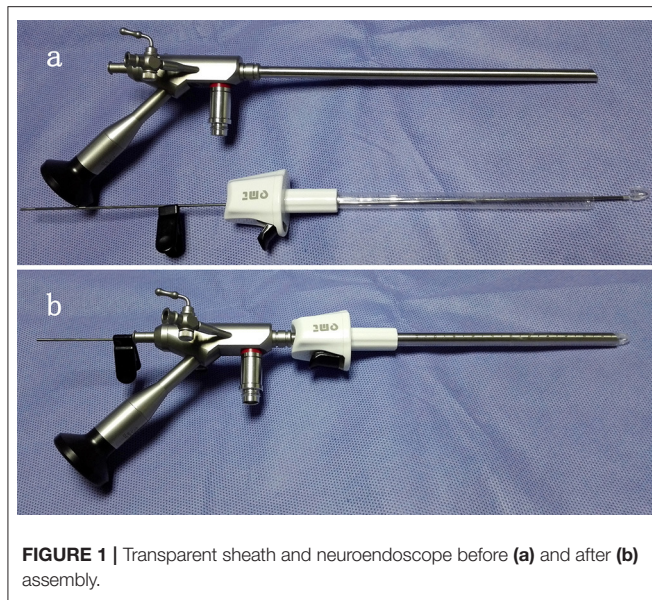 a
b
FIGURE 1 | Transparent sheath and neuroendoscope before (a) and after (b)
assembly.